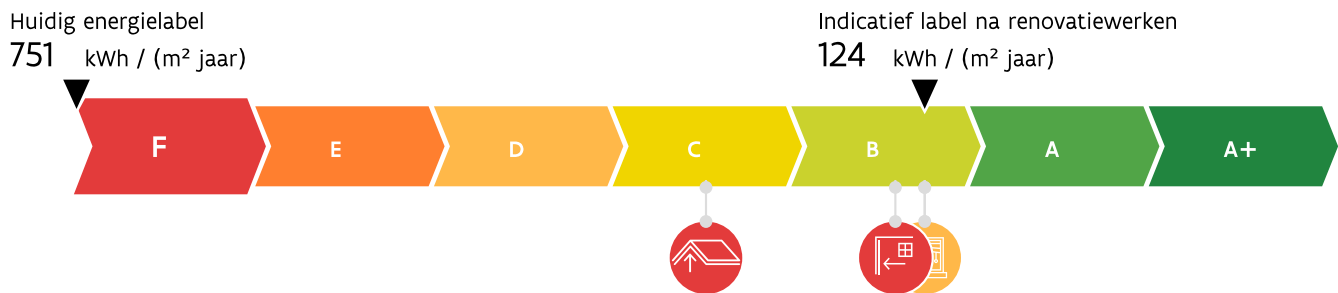 Huidig energielabel
751 kWh / (m² jaar)
Indicatief label na renovatiewerken
124 kWh / (m² jaar)
F E D C B A A+